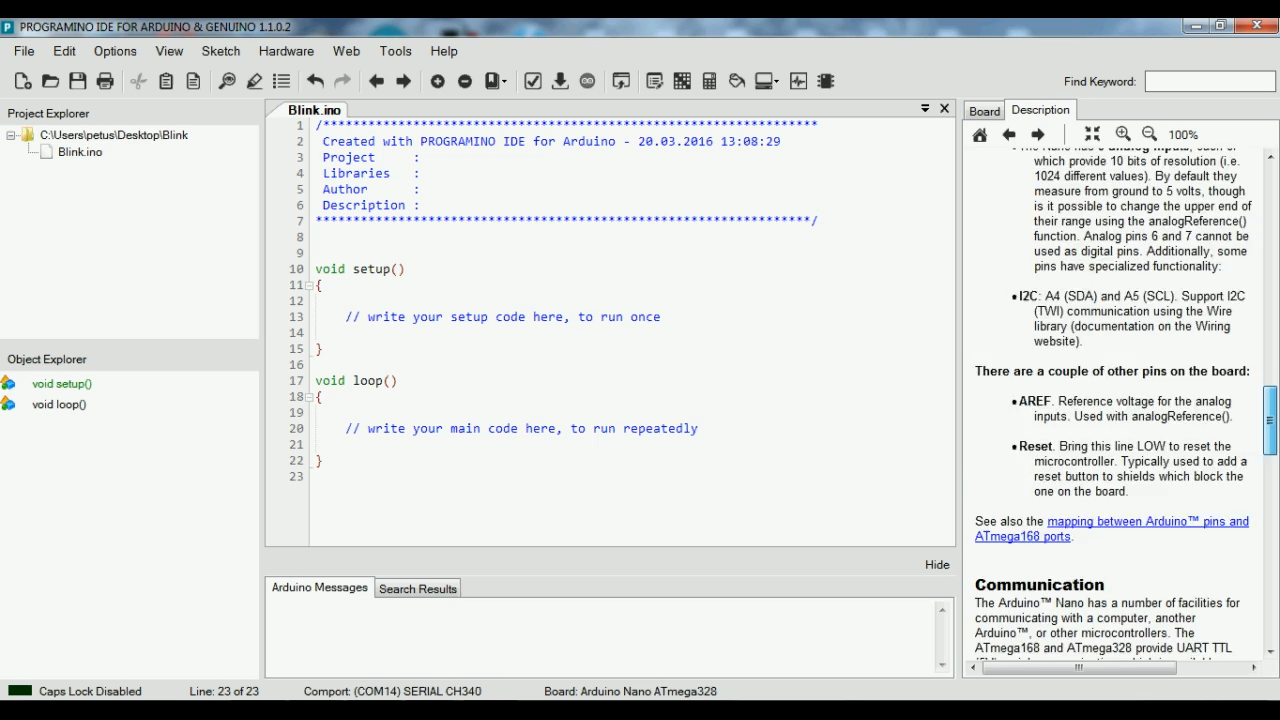 PROGRAMINO IDE FOR ARDUINO & GENUINO 1.1.0.2
File Edit Options View Sketch Hardware Web Tools Help
Find Keyword:
Project Explorer
C:\Users\petus\Desktop\Blink
Blink.ino
Object Explorer
void setup()
void loop()
Blink.ino
1 /******************************************************************
2 Created with PROGRAMINO IDE for Arduino - 20.03.2016 13:08:29
3 Project :
4 Libraries :
5 Author :
6 Description :
7 ******************************************************************/
8
9
10 void setup()
11 {
12
13 // write your setup code here, to run once
14
15 }
16
17 void loop()
18 {
19
20 // write your main code here, to run repeatedly
21
22 }
23
Hide
Arduino Messages Search Results
Board Description
100%
which provide 10 bits of resolution (i.e.
1024 different values). By default they
measure from ground to 5 volts, though
is it possible to change the upper end of
their range using the analogReference()
function. Analog pins 6 and 7 cannot be
used as digital pins. Additionally, some
pins have specialized functionality:
•I2C: A4 (SDA) and A5 (SCL). Support I2C
(TWI) communication using the Wire
library (documentation on the Wiring
website).
There are a couple of other pins on the board:
•AREF. Reference voltage for the analog
inputs. Used with analogReference().
•Reset. Bring this line LOW to reset the
microcontroller. Typically used to add a
reset button to shields which block the
one on the board.
See also the mapping between Arduino™ pins and
ATmega168 ports.
Communication
The Arduino™ Nano has a number of facilities for
communicating with a computer, another
Arduino™, or other microcontrollers. The
ATmega168 and ATmega328 provide UART TTL
Caps Lock Disabled Line: 23 of 23 Comport: (COM14) SERIAL CH340 Board: Arduino Nano ATmega328